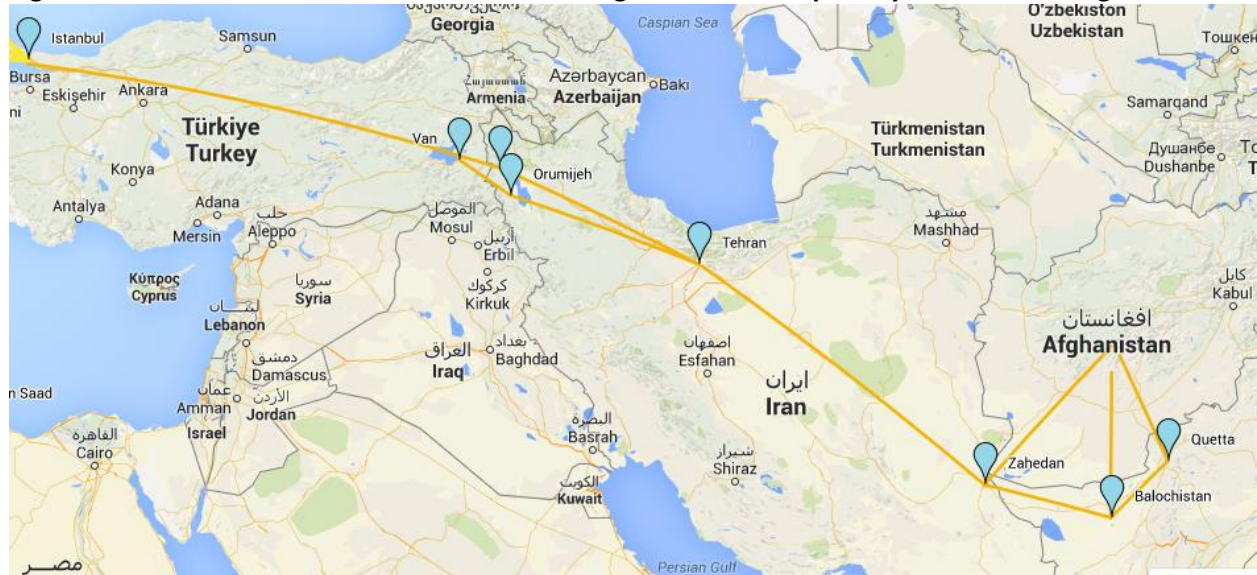 Georgia
Caspian Sea
O'zbekiston
Uzbekistan
Istanbul
Samsun
Тошкен
Bursa
Eskişehir
Ankara
Armenia
Azərbaycan
Azerbaijan
Bakı
Samarqand
ni
Türkiye
Turkey
Van
Türkmenistan
Turkmenistan
Душанбе
Dushanbe
Orumijeh
Konya
Antalya
Adana
Mersin
حلب
Aleppo
الموصل
Mosul
أربيل
Erbil
Tehran
مشهد
Mashhad
Κύπρος
Cyprus
سوريا
Syria
كركوك
Kirkuk
كابل
Kabul
لبنان
Lebanon
دمشق
Damascus
العراق
Iraq
بغداد
Baghdad
اصفهان
Esfahan
افغانستان
Afghanistan
ایران
Iran
n Saad
عمان
Amman
الأردن
Jordan
Israel
القاهرة
Cairo
البصرة
Basrah
شیراز
Shiraz
Zahedan
Quetta
الكويت
Kuwait
Balochistan
مصر
Persian Gulf